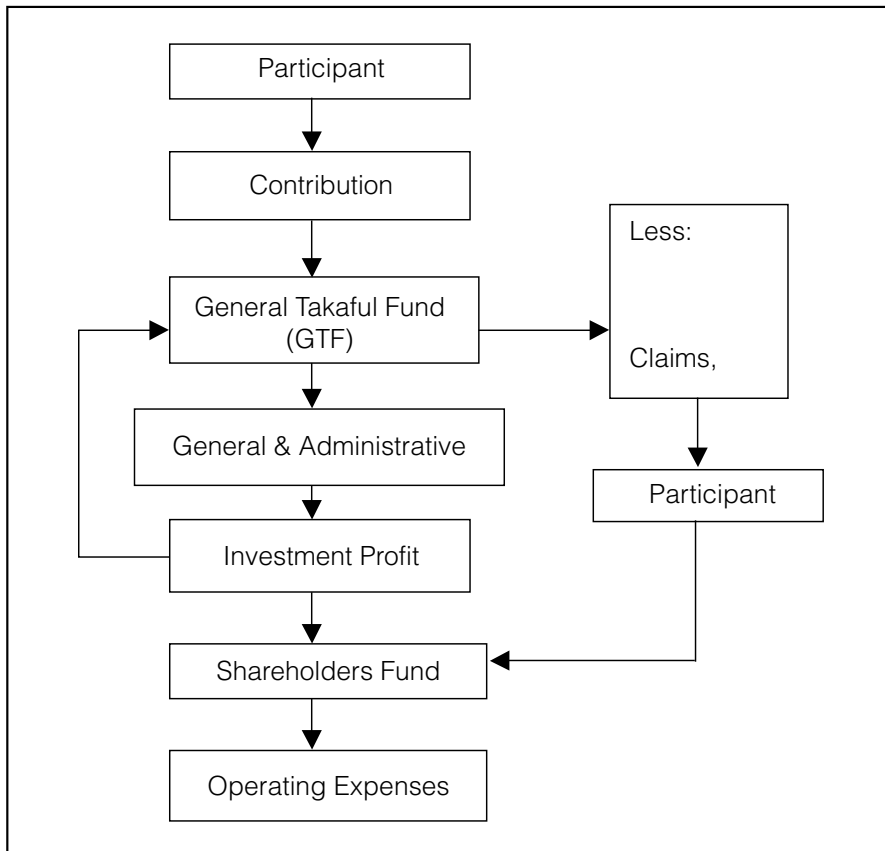 Participant
Contribution
General Takaful Fund
(GTF)
Less:
Claims,
General & Administrative
Participant
Investment Profit
Shareholders Fund
Operating Expenses